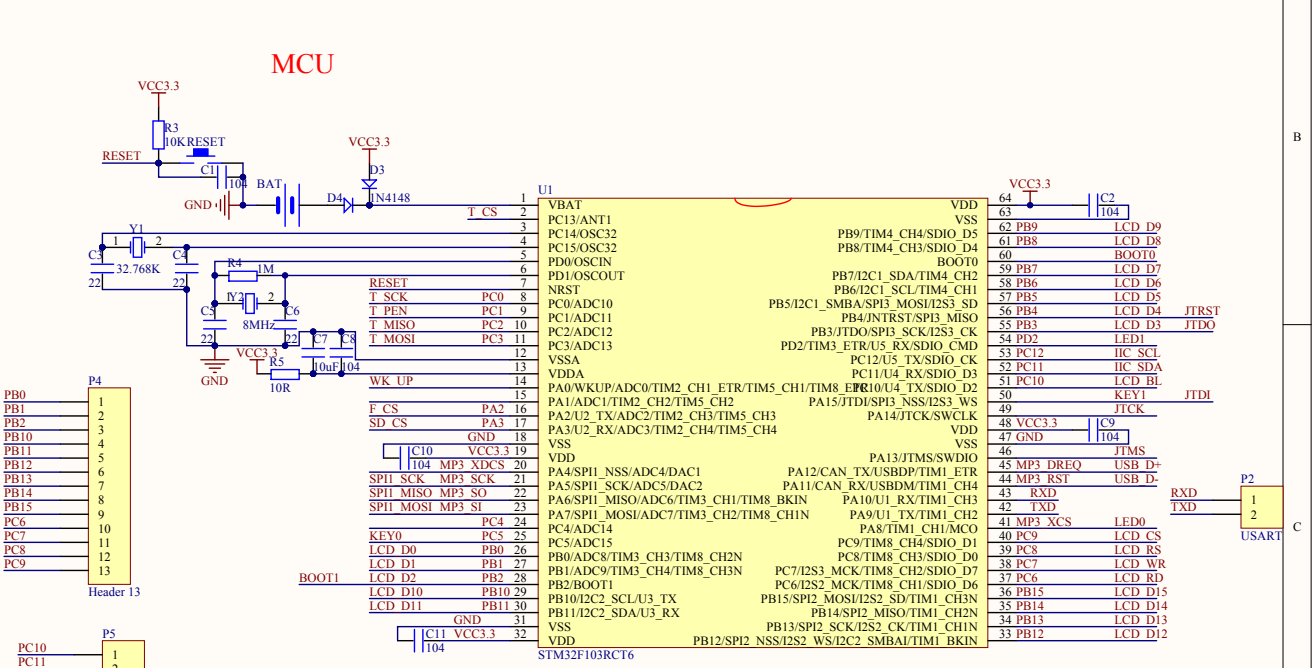 MCU
VCC3.3
R3
10K
RESET
RESET
C1
104
GND
BAT
VCC3.3
D3
D4
1N4148
Y1
1 2
C3
C4
32.768K
22 22
R4
1M
Y2
1 2
C5
C6
8MHz
22 22
GND
C7
C8
10uF
104
VCC3.3
R5
10R
U1
1 VBAT
T_CS 2 PC13/ANT1
3 PC14/OSC32
4 PC15/OSC32
5 PD0/OSCIN
6 PD1/OSCOUT
RESET 7 NRST
T_SCK PC0 8 PC0/ADC10
T_PEN PC1 9 PC1/ADC11
T_MISO PC2 10 PC2/ADC12
T_MOSI PC3 11 PC3/ADC13
12 VSSA
13 VDDA
WK_UP 14 PA0/WKUP/ADC0/TIM2_CH1_ETR/TIM5_CH1/TIM8_ETR
15 PA1/ADC1/TIM2_CH2/TIM5_CH2
F_CS PA2 16 PA2/U2_TX/ADC2/TIM2_CH3/TIM5_CH3
SD_CS PA3 17 PA3/U2_RX/ADC3/TIM2_CH4/TIM5_CH4
GND 18 VSS
C10
104
VCC3.3 19 VDD
MP3_XDCS 20 PA4/SPI1_NSS/ADC4/DAC1
SPI1_SCK MP3_SCK 21 PA5/SPI1_SCK/ADC5/DAC2
SPI1_MISO MP3_SO 22 PA6/SPI1_MISO/ADC6/TIM3_CH1/TIM8_BKIN
SPI1_MOSI MP3_SI 23 PA7/SPI1_MOSI/ADC7/TIM3_CH2/TIM8_CH1N
PC4 24 PC4/ADC14
KEY0 PC5 25 PC5/ADC15
LCD_D0 PB0 26 PB0/ADC8/TIM3_CH3/TIM8_CH2N
LCD_D1 PB1 27 PB1/ADC9/TIM3_CH4/TIM8_CH3N
BOOT1 LCD_D2 PB2 28 PB2/BOOT1
LCD_D10 PB10 29 PB10/I2C2_SCL/U3_TX
LCD_D11 PB11 30 PB11/I2C2_SDA/U3_RX
GND 31 VSS
C11
104
VCC3.3 32 VDD
STM32F103RCT6
VCC3.3
C2
104
VDD 64
VSS 63
PB9/TIM4_CH4/SDIO_D5 62 PB9 LCD_D9
PB8/TIM4_CH3/SDIO_D4 61 PB8 LCD_D8
BOOT0 60 BOOT0
PB7/I2C1_SDA/TIM4_CH2 59 PB7 LCD_D7
PB6/I2C1_SCL/TIM4_CH1 58 PB6 LCD_D6
PB5/I2C1_SMBA/SPI3_MOSI/I2S3_SD 57 PB5 LCD_D5
PB4/JNTRST/SPI3_MISO 56 PB4 LCD_D4 JTRST
PB3/JTDO/SPI3_SCK/I2S3_CK 55 PB3 LCD_D3 JTDO
PD2/TIM3_ETR/U5_RX/SDIO_CMD 54 PD2 LED1
PC12/U5_TX/SDIO_CK 53 PC12 IIC_SCL
PC11/U4_RX/SDIO_D3 52 PC11 IIC_SDA
PC10/U4_TX/SDIO_D2 51 PC10 LCD_BL
PA15/JTDI/SPI3_NSS/I2S3_WS 50 KEY1 JTDI
PA14/JTCK/SWCLK 49 JTCK
VDD 48 VCC3.3
C9
104
VSS 47 GND
PA13/JTMS/SWDIO 46 JTMS
PA12/CAN_TX/USBDP/TIM1_ETR 45 MP3_DREQ USB_D+
PA11/CAN_RX/USBDM/TIM1_CH4 44 MP3_RST USB_D-
PA10/U1_RX/TIM1_CH3 43 RXD
PA9/U1_TX/TIM1_CH2 42 TXD
PA8/TIM1_CH1/MCO 41 MP3_XCS LED0
PC9/TIM8_CH4/SDIO_D1 40 PC9 LCD_CS
PC8/TIM8_CH3/SDIO_D0 39 PC8 LCD_RS
PC7/I2S3_MCK/TIM8_CH2/SDIO_D7 38 PC7 LCD_WR
PC6/I2S2_MCK/TIM8_CH1/SDIO_D6 37 PC6 LCD_RD
PB15/SPI2_MOSI/I2S2_SD/TIM1_CH3N 36 PB15 LCD_D15
PB14/SPI2_MISO/TIM1_CH2N 35 PB14 LCD_D14
PB13/SPI2_SCK/I2S2_CK/TIM1_CH1N 34 PB13 LCD_D13
PB12/SPI2_NSS/I2S2_WS/I2C2_SMBAI/TIM1_BKIN 33 PB12 LCD_D12
P4
PB0 1
PB1 2
PB2 3
PB10 4
PB11 5
PB12 6
PB13 7
PB14 8
PB15 9
PC6 10
PC7 11
PC8 12
PC9 13
Header 13
P5
PC10 1
PC11
P2
RXD 1
TXD 2
USART
B
C